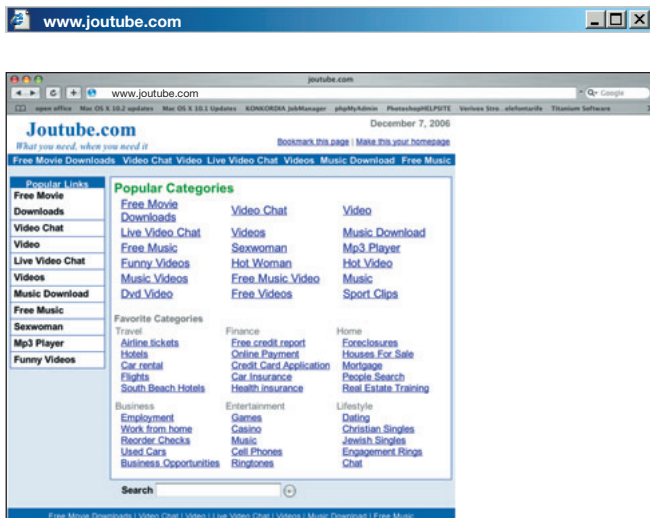 www.joutube.com
joutube.com
www.joutube.com
Google
open office Mac OS X 10.2 updates Mac OS X 10.1 Updates KONKORDIA JobManager phpMyAdmin PhotoshopHELPSITE Verivox Stro...elefontarife Titanium Software
Joutube.com
December 7, 2006
What you need, when you need it
Bookmark this page | Make this your homepage
Free Movie Downloads Video Chat Video Live Video Chat Videos Music Download Free Music
Popular Links
Free Movie
Downloads
Video Chat
Video
Live Video Chat
Videos
Music Download
Free Music
Sexwoman
Mp3 Player
Funny Videos
Popular Categories
Free Movie
Downloads
Video Chat
Video
Live Video Chat
Videos
Music Download
Free Music
Sexwoman
Mp3 Player
Funny Videos
Hot Woman
Hot Video
Music Videos
Free Music Video
Music
Dvd Video
Free Videos
Sport Clips
Favorite Categories
Travel
Airline tickets
Hotels
Car rental
Flights
South Beach Hotels
Finance
Free credit report
Online Payment
Credit Card Application
Car Insurance
Health insurance
Home
Foreclosures
Houses For Sale
Mortgage
People Search
Real Estate Training
Business
Employment
Work from home
Reorder Checks
Used Cars
Business Opportunities
Entertainment
Games
Casino
Music
Cell Phones
Ringtones
Lifestyle
Dating
Christian Singles
Jewish Singles
Engagement Rings
Chat
Search
Free Movie Downloads | Video Chat | Video | Live Video Chat | Videos | Music Download | Free Music